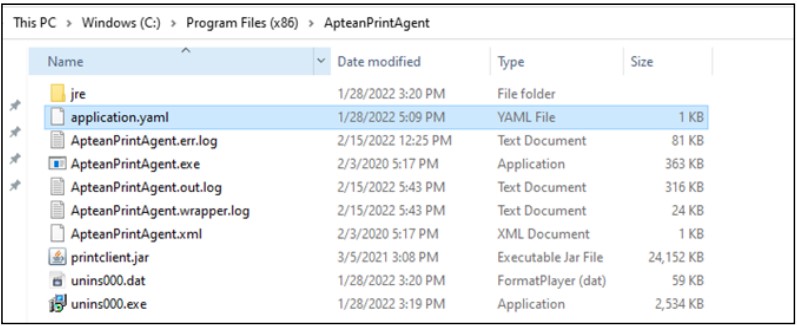 This PC > Windows (C:) > Program Files (x86) > ApteanPrintAgent
Name Date modified Type Size
jre 1/28/2022 3:20 PM File folder
application.yaml 1/28/2022 5:09 PM YAML File 1 KB
ApteanPrintAgent.err.log 2/15/2022 12:25 PM Text Document 81 KB
ApteanPrintAgent.exe 2/3/2020 5:17 PM Application 363 KB
ApteanPrintAgent.out.log 2/15/2022 5:43 PM Text Document 316 KB
ApteanPrintAgent.wrapper.log 2/15/2022 5:43 PM Text Document 24 KB
ApteanPrintAgent.xml 2/3/2020 5:17 PM XML Document 1 KB
printclient.jar 3/5/2021 3:08 PM Executable Jar File 24,152 KB
unins000.dat 1/28/2022 3:20 PM FormatPlayer (dat) 59 KB
unins000.exe 1/28/2022 3:19 PM Application 2,534 KB